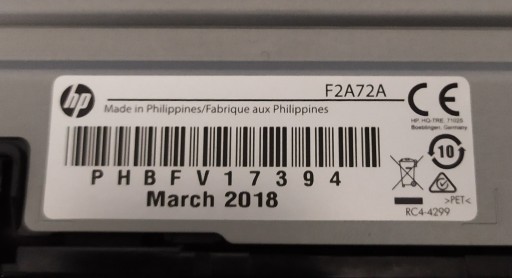 hp
F2A72A
Made in Philippines/Fabrique aux Philippines
CE
HP, HQ-TRE, 71025
Boeblingen, Germany
PHBFV17394
10
March 2018
>PET<
RC4-4299